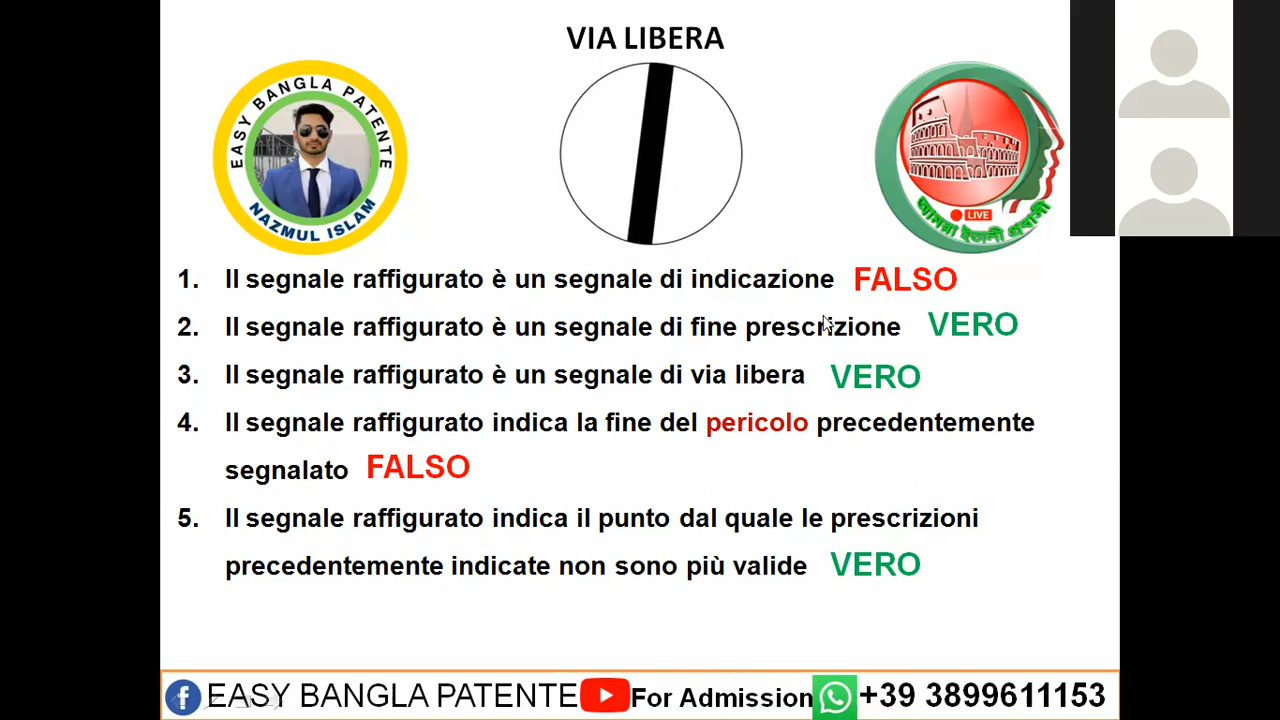 VIA LIBERA
EASY BANGLA PATENTE
NAZMUL ISLAM
LIVE
আমরা ইতালী প্রবাসী
1. Il segnale raffigurato è un segnale di indicazione FALSO
2. Il segnale raffigurato è un segnale di fine prescrizione VERO
3. Il segnale raffigurato è un segnale di via libera VERO
4. Il segnale raffigurato indica la fine del pericolo precedentemente
segnalato FALSO
5. Il segnale raffigurato indica il punto dal quale le prescrizioni
precedentemente indicate non sono più valide VERO
EASY BANGLA PATENTE For Admission +39 3899611153